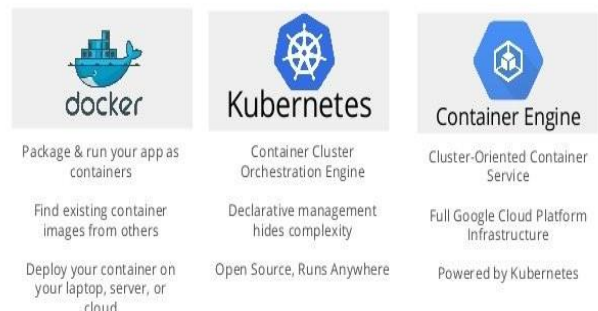 docker
Package & run your app as
containers
Find existing container
images from others
Deploy your container on
your laptop, server, or
cloud
Kubernetes
Container Cluster
Orchestration Engine
Declarative management
hides complexity
Open Source, Runs Anywhere
Container Engine
Cluster-Oriented Container
Service
Full Google Cloud Platform
Infrastructure
Powered by Kubernetes